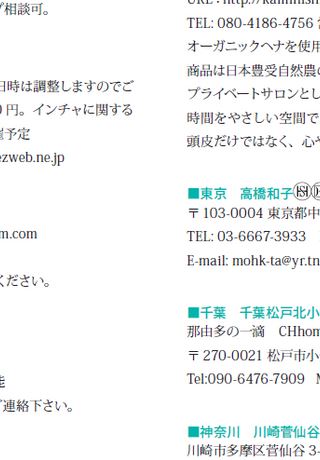 プ相談可。
日時は調整しますのでご
円。インチャに関する
催予定
ezweb.ne.jp
m.com
ください。
能
ご連絡下さい。
TEL: 080-4186-4756
オーガニックヘナを使用
商品は日本豊受自然農の
プライベートサロンとし
時間をやさしい空間で
頭皮だけではなく、心や
■東京 高橋和子
〒103-0004 東京都中
TEL: 03-6667-3933
E-mail: mohk-ta@yr.tn
■千葉 千葉松戸北小
那由多の一滴 CHhom
〒270-0021 松戸市小
Tel:090-6476-7909
■神奈川 川崎菅仙谷
川崎市多摩区菅仙谷 3-